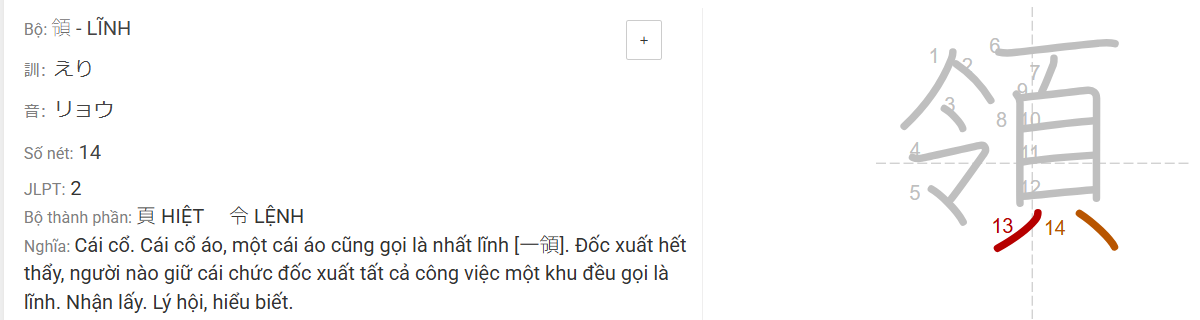 Bộ: 領 - LĨNH
+
訓: えり
音: リョウ
Số nét: 14
JLPT: 2
Bộ thành phần: 頁 HIỆT 令 LỆNH
Nghĩa: Cái cổ. Cái cổ áo, một cái áo cũng gọi là nhất lĩnh [一領]. Đốc xuất hết
thẩy, người nào giữ cái chức đốc xuất tất cả công việc một khu đều gọi là
lĩnh. Nhận lấy. Lý hội, hiểu biết.
領
1
2
3
4
5
6
7
8
9
10
11
12
13
14